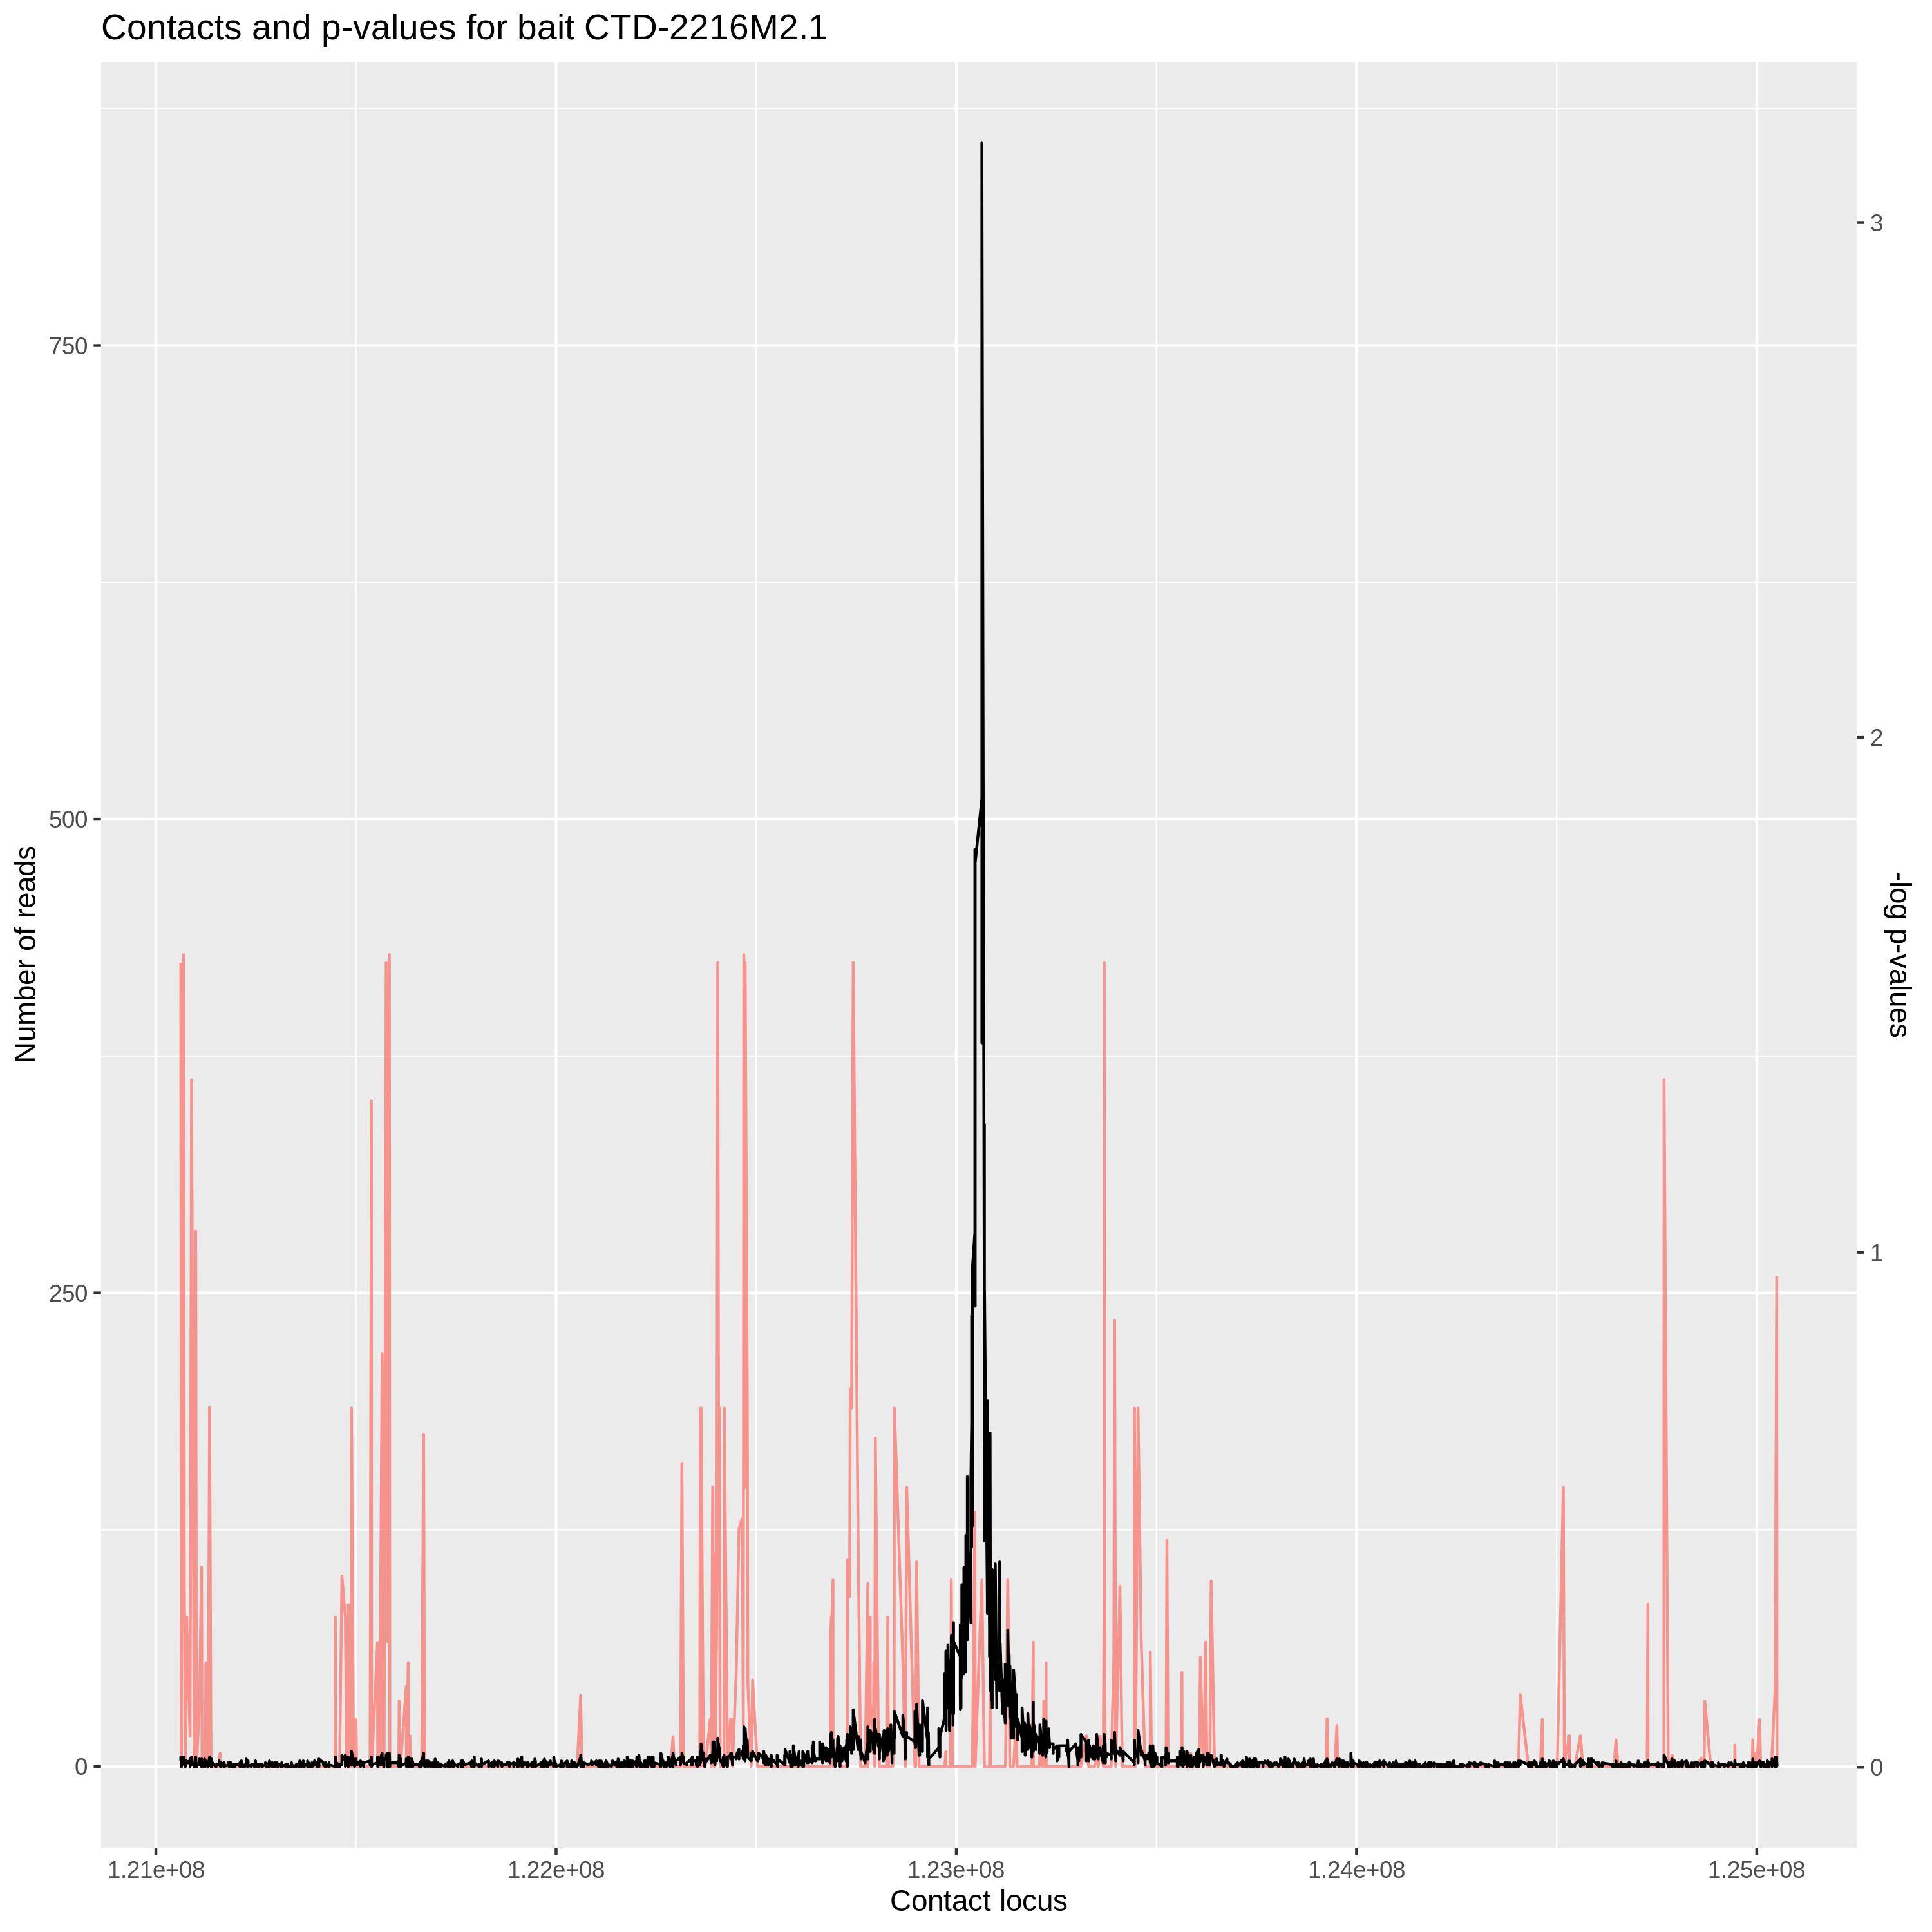 Contacts and p-values for bait CTD-2216M2.1
Number of reads
750
500
250
0
3
2
1
0
-log p-values
1.21e+08 1.22e+08 1.23e+08 1.24e+08 1.25e+08
Contact locus